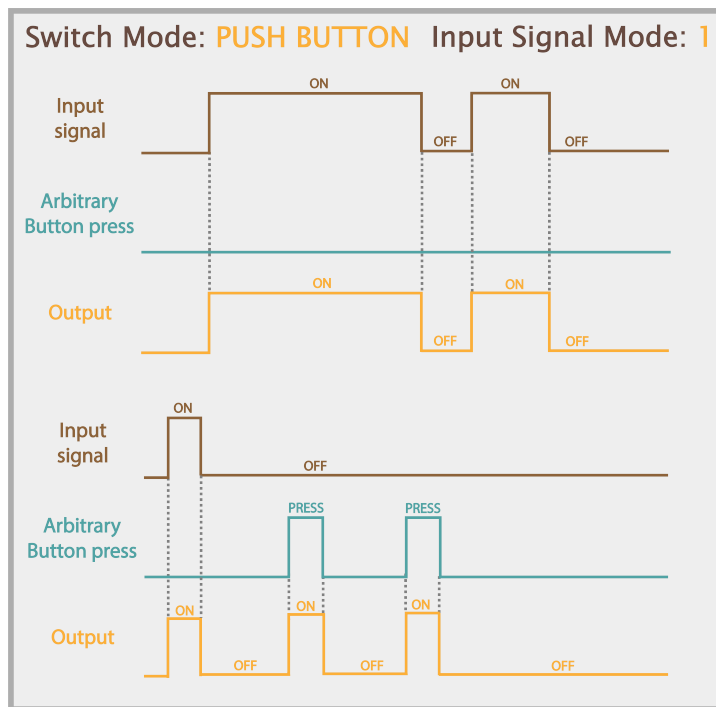 Switch Mode: PUSH BUTTON Input Signal Mode: 1
ON ON
Input
signal
OFF OFF
Arbitrary
Button press
ON ON
Output
OFF OFF
ON
Input
signal
OFF
PRESS PRESS
Arbitrary
Button press
ON ON ON
Output
OFF OFF OFF